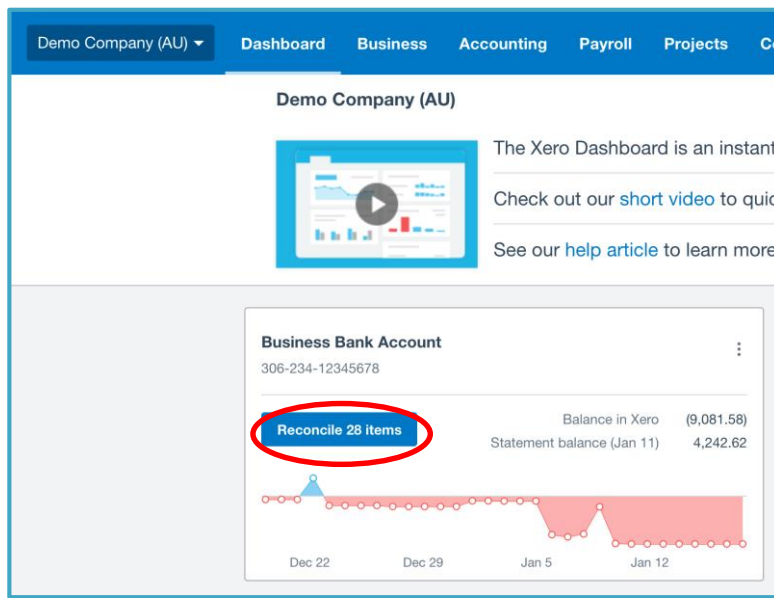 Demo Company (AU) Dashboard Business Accounting Payroll Projects
Demo Company (AU)
The Xero Dashboard is an instant
Check out our short video to
See our help article to learn more
Business Bank Account
306-234-12345678
Reconcile 28 items
Balance in Xero (9,081.58)
Statement balance (Jan 11) 4,242.62
Dec 22 Dec 29 Jan 5 Jan 12